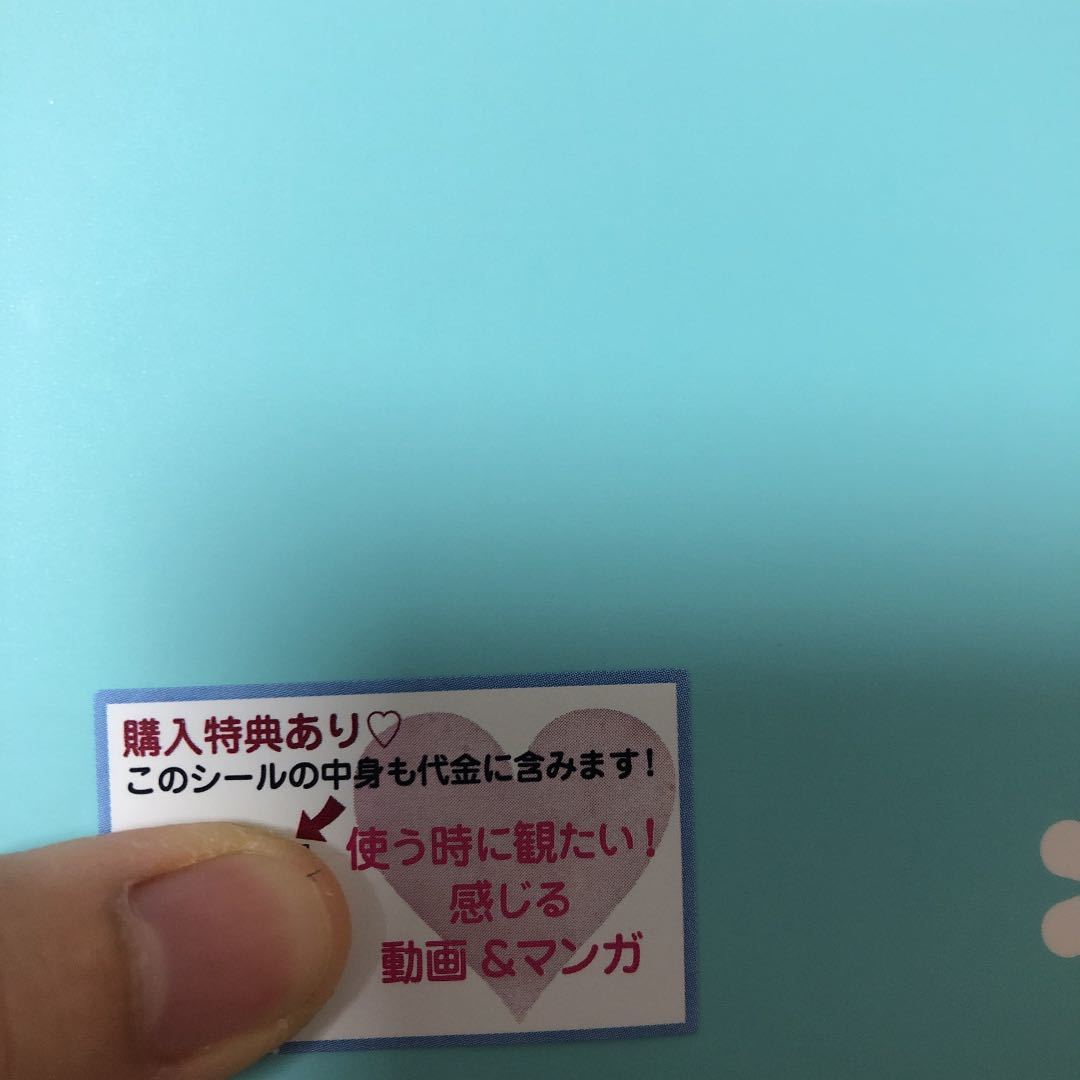 購入特典あり♡
このシールの中身も代金に含みます!
使う時に観たい!
感じる
動画&マンガ